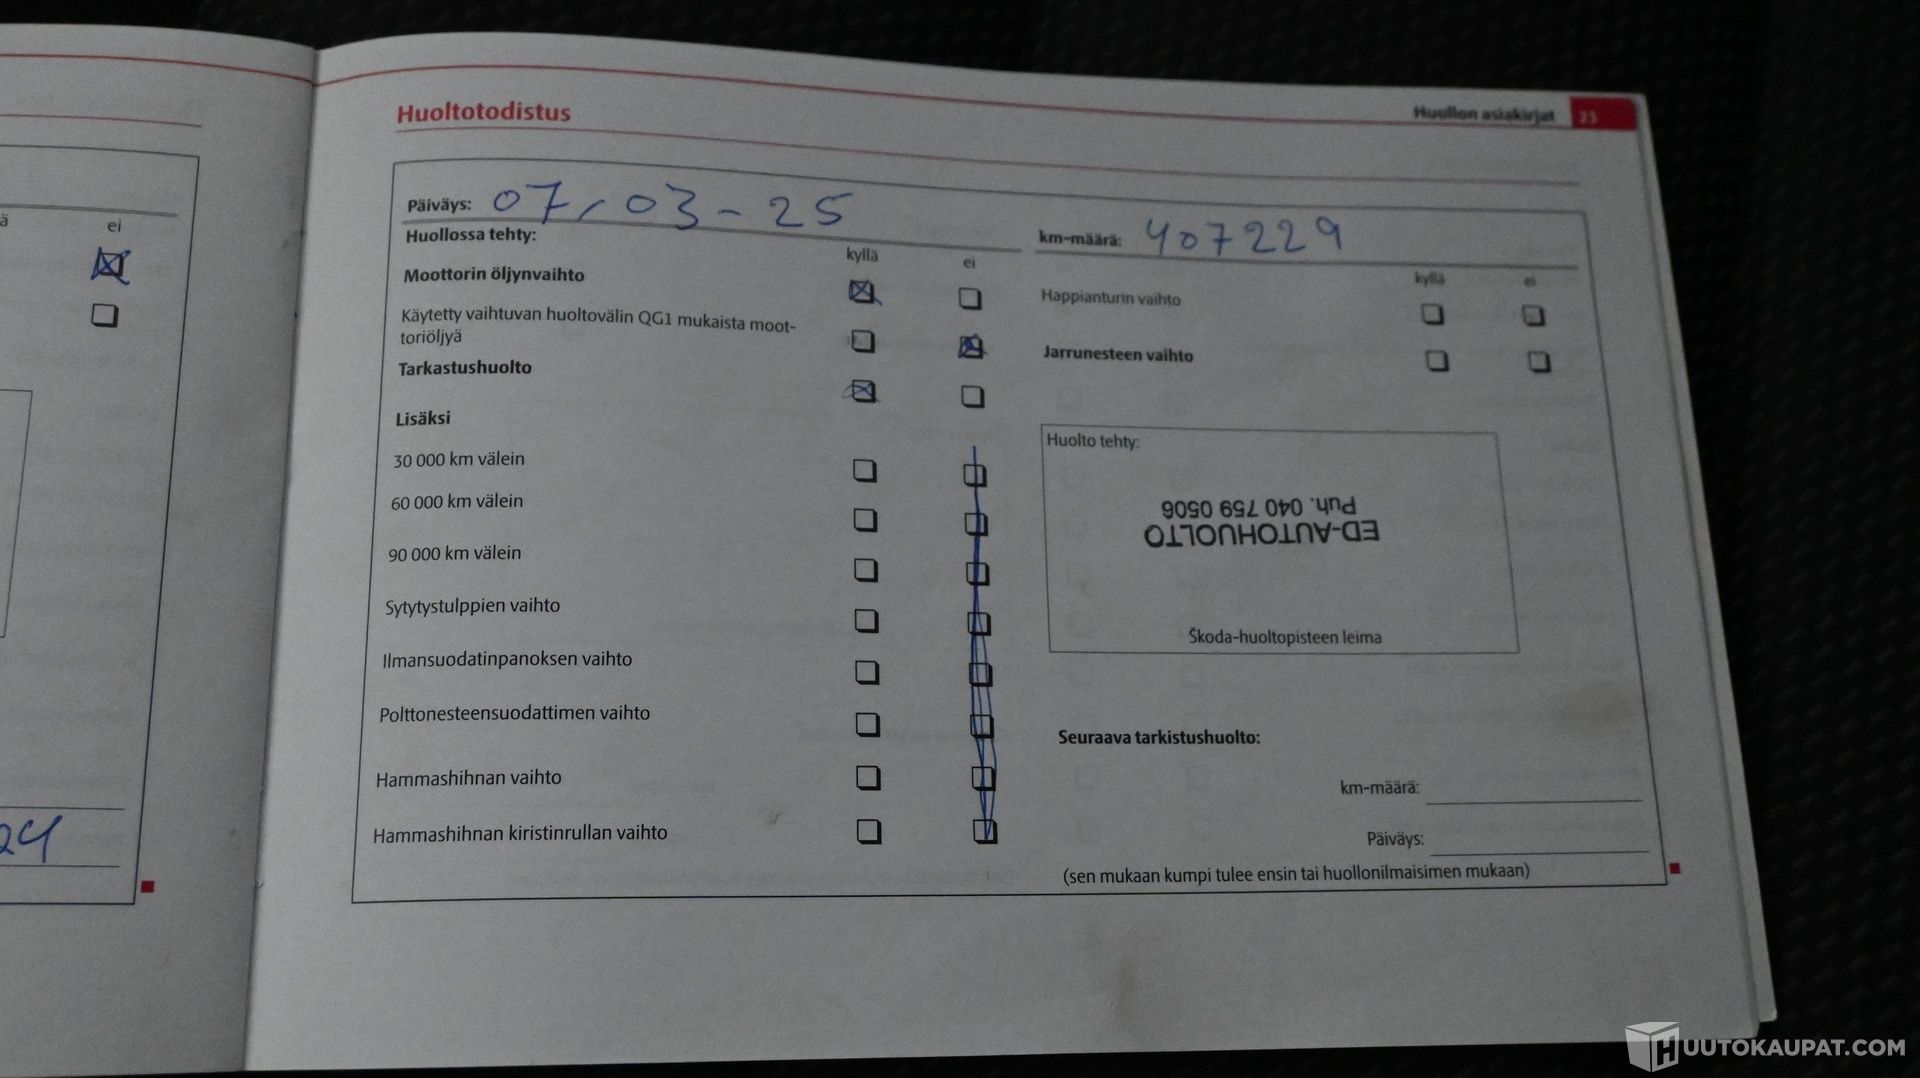 ä
ei
24
Huoltotodistus
Huollon asiakirjat 23
Päiväys: 07/03-25
km-määrä: 407229
Huollossa tehty:
kyllä ei
Moottorin öljynvaihto
Käytetty vaihtuvan huoltovälin QG1 mukaista moot-
toriöljyä
Tarkastushuolto
Lisäksi
30 000 km välein
60 000 km välein
90 000 km välein
Sytytystulppien vaihto
Ilmansuodatinpanoksen vaihto
Polttonesteensuodattimen vaihto
Hammashihnan vaihto
Hammashihnan kiristinrullan vaihto
kyllä ei
Happianturin vaihto
Jarrunesteen vaihto
Huolto tehty:
ED-AUTOHUOLTO
Puh. 040 759 0506
Škoda-huoltopisteen leima
Seuraava tarkistushuolto:
km-määrä:
Päiväys:
(sen mukaan kumpi tulee ensin tai huollonilmaisimen mukaan)
HUUTOKAUPAT.COM